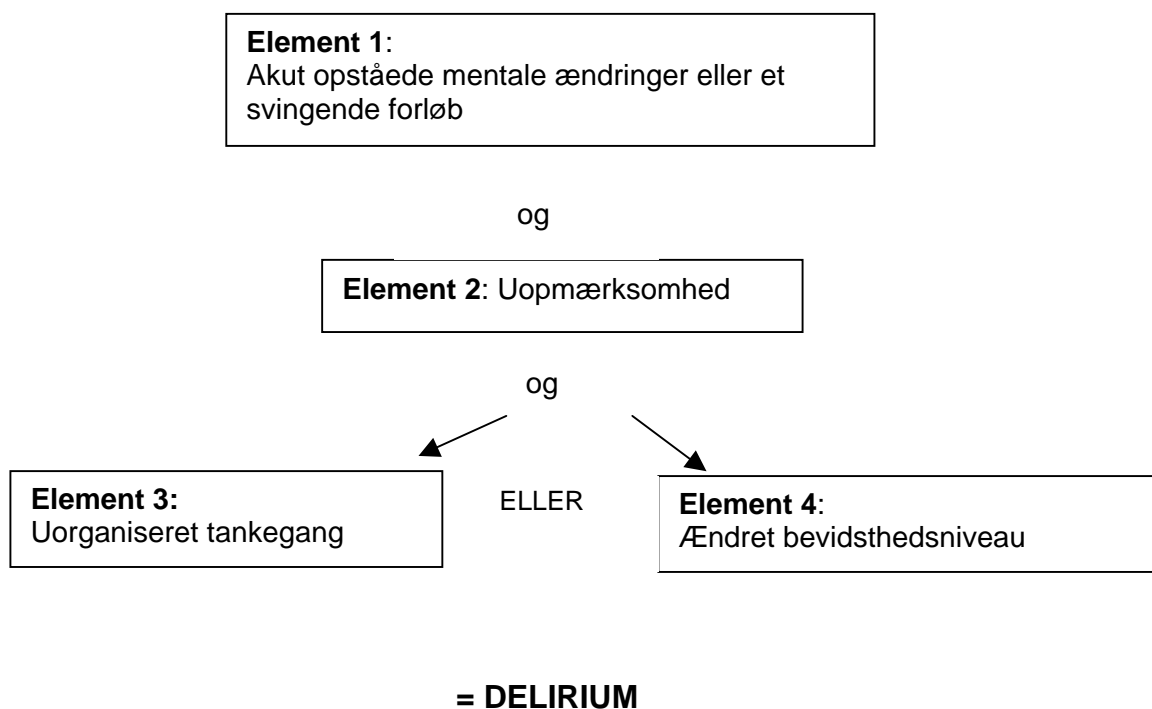 Element 1:
Akut opståede mentale ændringer eller et
svingende forløb
og
Element 2: Uopmærksomhed
og
Element 3:
Uorganiseret tankegang
ELLER
Element 4:
Ændret bevidsthedsniveau
= DELIRIUM